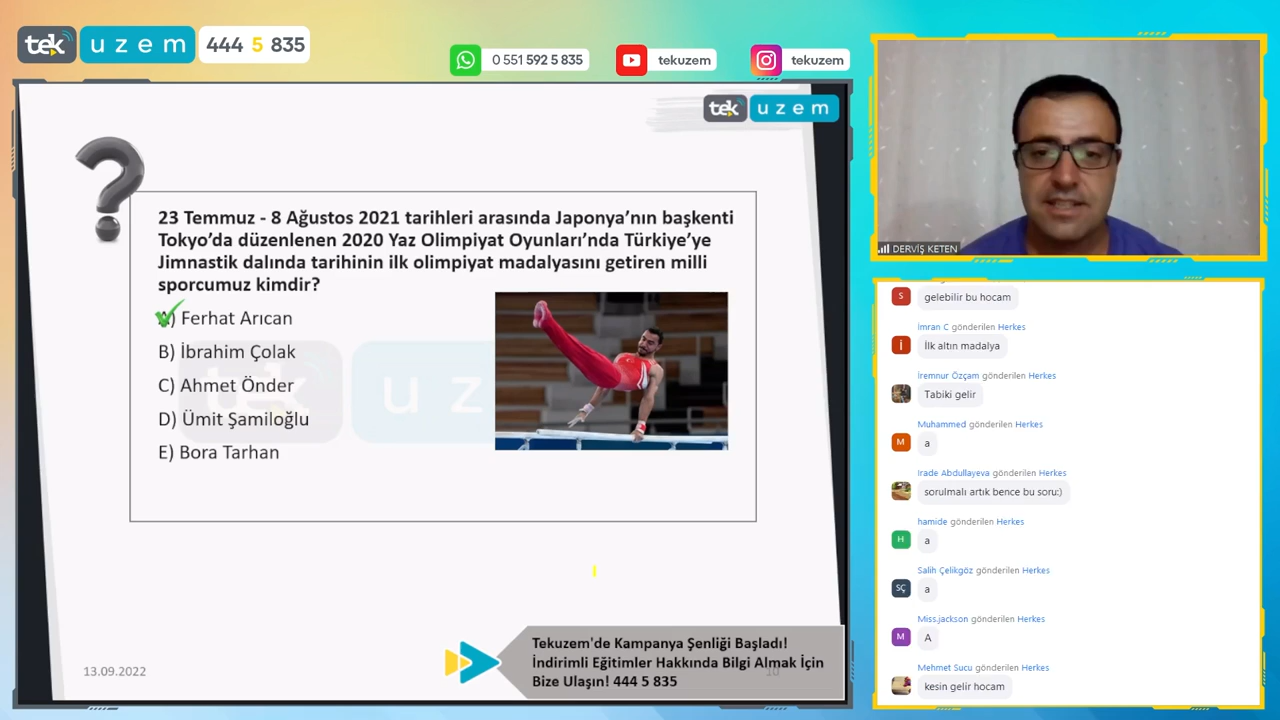 tek uzem 444 5 835
0 551 592 5 835
tekuzem
tekuzem
tek uzem
23 Temmuz - 8 Ağustos 2021 tarihleri arasında Japonya’nın başkenti
Tokyo’da düzenlenen 2020 Yaz Olimpiyat Oyunları’nda Türkiye’ye
Jimnastik dalında tarihinin ilk olimpiyat madalyasını getiren milli
sporcumuz kimdir?
A) Ferhat Arıcan
B) İbrahim Çolak
C) Ahmet Önder
D) Ümit Şamiloğlu
E) Bora Tarhan
tek uz
13.09.2022
Tekuzem'de Kampanya Şenliği Başladı!
İndirimli Eğitimler Hakkında Bilgi Almak İçin
Bize Ulaşın! 444 5 835
DERVİŞ KETEN
S
gelebilir bu hocam
İmran C gönderilen Herkes
İ
İlk altın madalya
İremnur Özçam gönderilen Herkes
Tabiki gelir
Muhammed gönderilen Herkes
M
a
Irade Abdullayeva gönderilen Herkes
sorulmalı artık bence bu soru:)
hamide gönderilen Herkes
H
a
Salih Çelikgöz gönderilen Herkes
SÇ
a
Miss.jackson gönderilen Herkes
M
A
Mehmet Sucu gönderilen Herkes
kesin gelir hocam